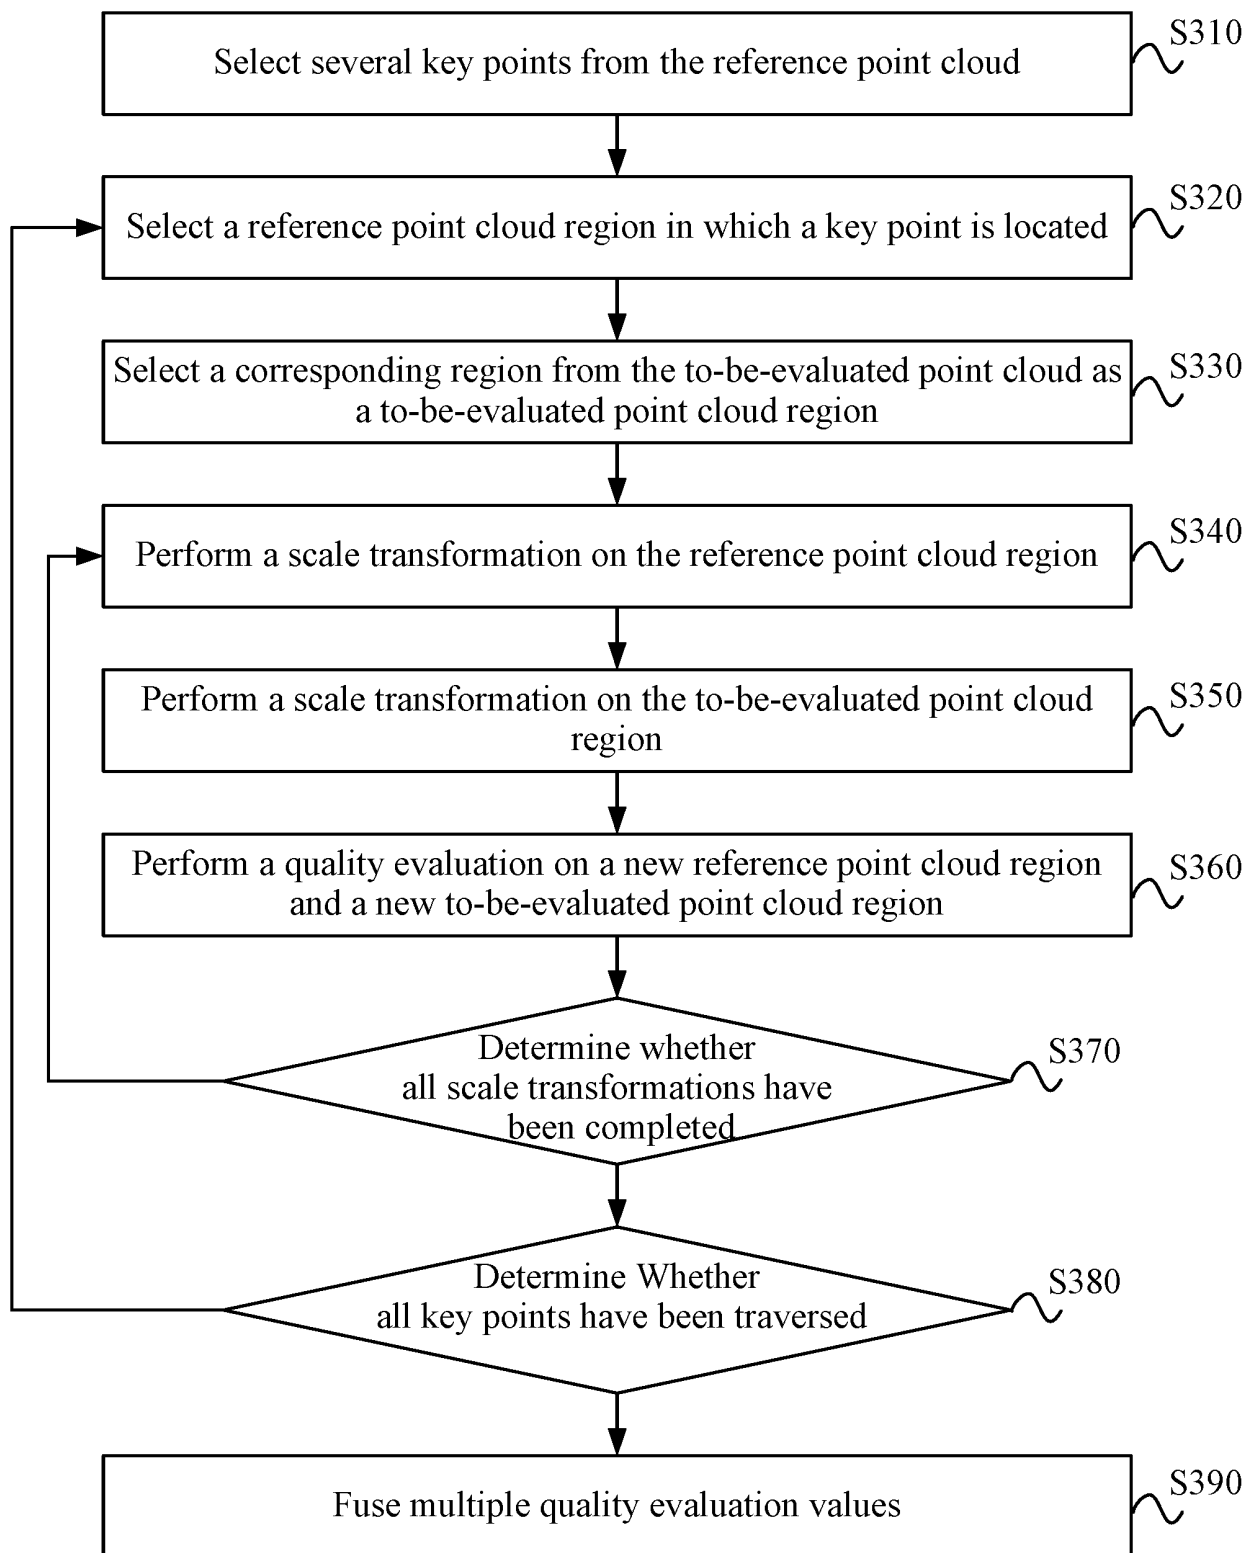 Select several key points from the reference point cloud
S310
Select a reference point cloud region in which a key point is located
S320
Select a corresponding region from the to-be-evaluated point cloud as
a to-be-evaluated point cloud region
S330
Perform a scale transformation on the reference point cloud region
S340
Perform a scale transformation on the to-be-evaluated point cloud
region
S350
Perform a quality evaluation on a new reference point cloud region
and a new to-be-evaluated point cloud region
S360
Determine whether
all scale transformations have
been completed
S370
Determine Whether
all key points have been traversed
S380
Fuse multiple quality evaluation values
S390